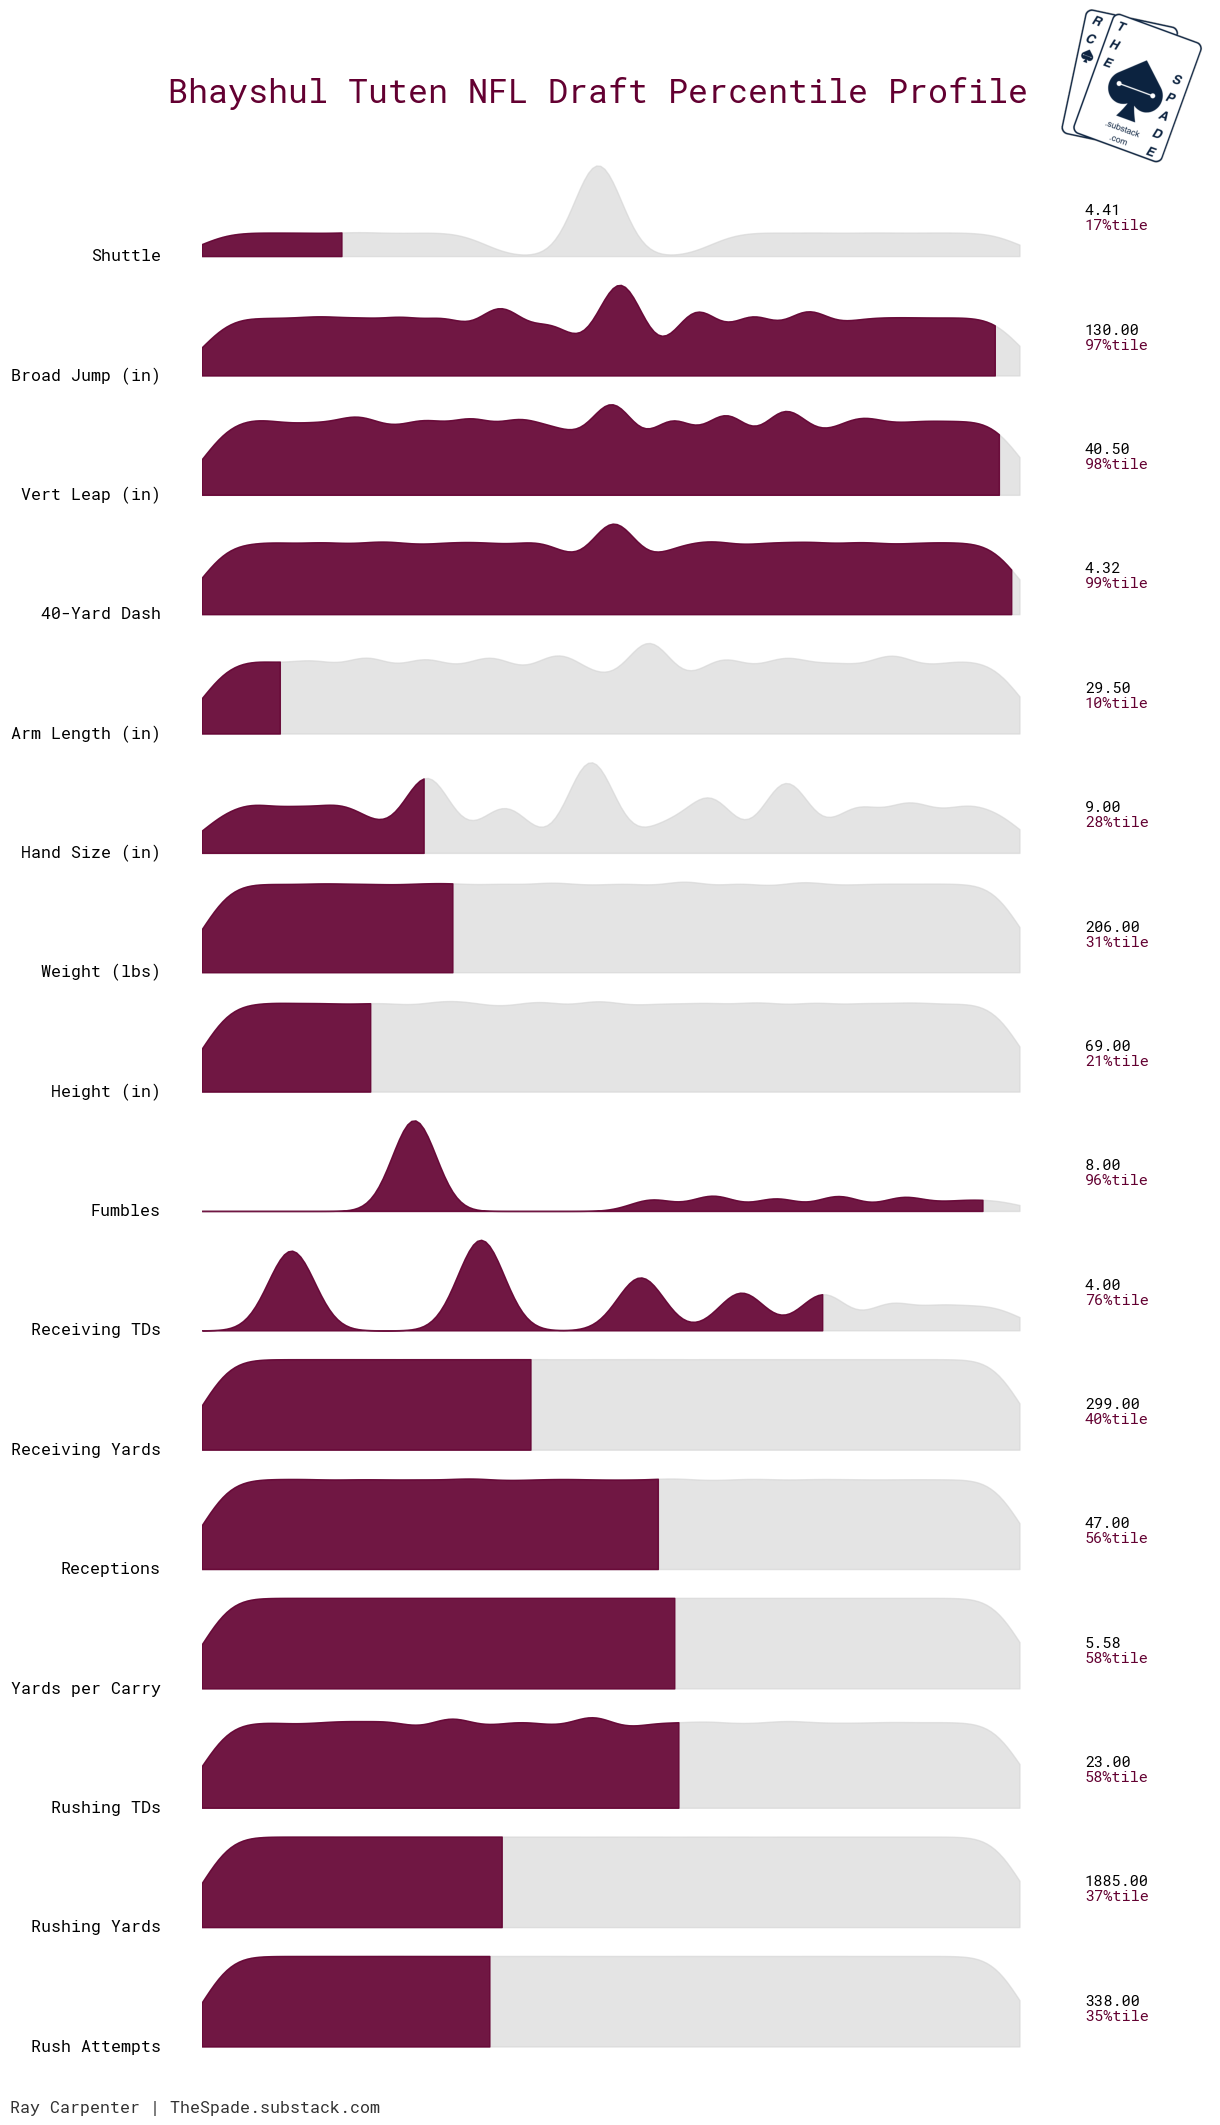 Bhayshul Tuten NFL Draft Percentile Profile
R
C
THE
SPADE
.substack
.com
Shuttle
4.41
17%tile
Broad Jump (in)
130.00
97%tile
Vert Leap (in)
40.50
98%tile
40-Yard Dash
4.32
99%tile
Arm Length (in)
29.50
10%tile
Hand Size (in)
9.00
28%tile
Weight (lbs)
206.00
31%tile
Height (in)
69.00
21%tile
Fumbles
8.00
96%tile
Receiving TDs
4.00
76%tile
Receiving Yards
299.00
40%tile
Receptions
47.00
56%tile
Yards per Carry
5.58
58%tile
Rushing TDs
23.00
58%tile
Rushing Yards
1885.00
37%tile
Rush Attempts
338.00
35%tile
Ray Carpenter | TheSpade.substack.com